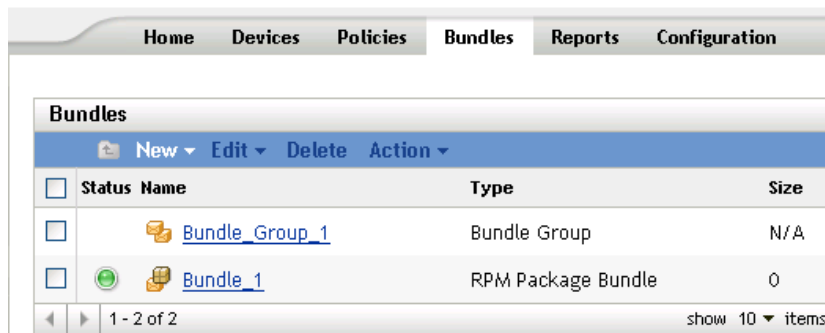 Home Devices Policies Bundles Reports Configuration
Bundles
New Edit Delete Action
Status Name Type Size
Bundle_Group_1 Bundle Group N/A
Bundle_1 RPM Package Bundle 0
1 - 2 of 2 show 10 items